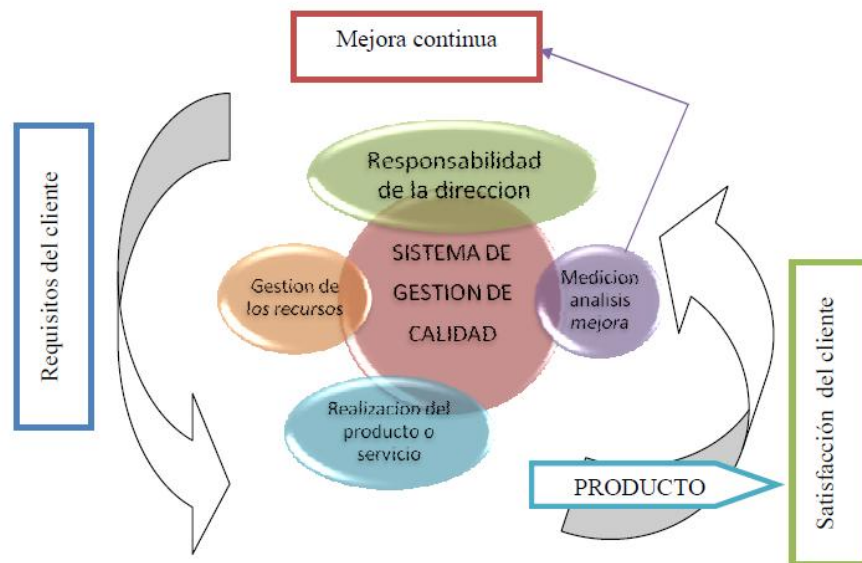 Mejora continua
Requisitos del cliente
Responsabilidad
de la direccion
SISTEMA DE
GESTION DE
CALIDAD
Gestion de
los recursos
Medicion
analisis
mejora
Realizacion del
producto o
servicio
PRODUCTO
Satisfacción del cliente